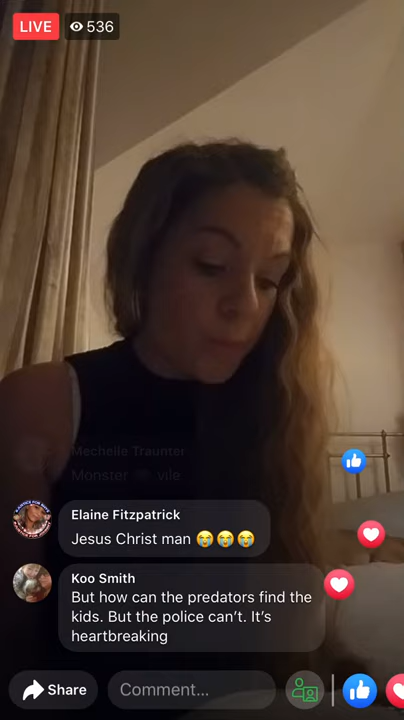 LIVE
536
Mechelle Traunter
Monster
vile
Elaine Fitzpatrick
Jesus Christ man 😭😭😭
Koo Smith
But how can the predators find the
kids. But the police can't. It's
heartbreaking
Share
Comment...